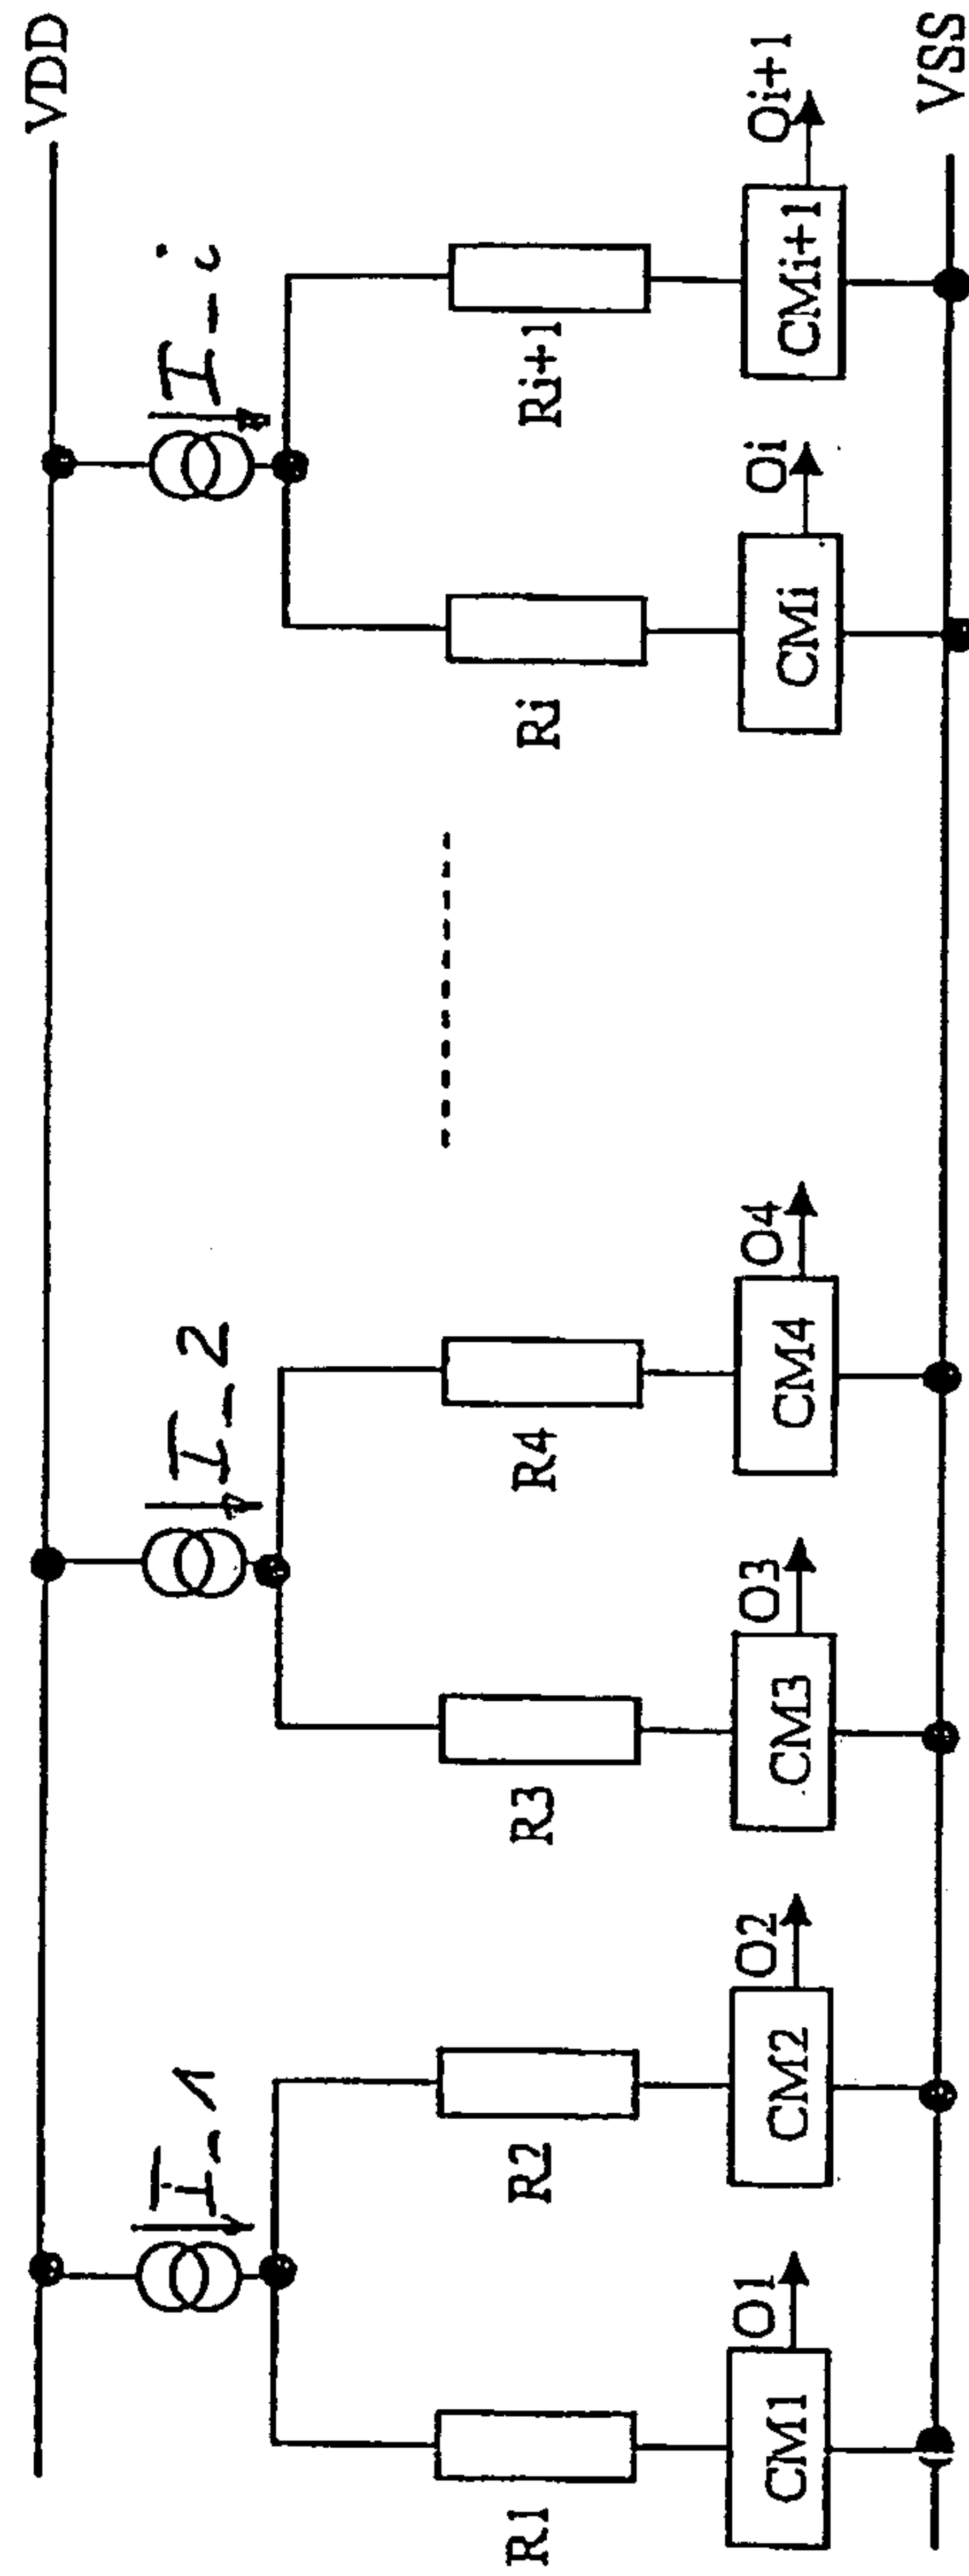 VDD
I_1
I_2
I_i
R1
R2
R3
R4
Ri
Ri+1
CM1
O1
CM2
O2
CM3
O3
CM4
O4
CMi
Oi
CMi+1
Oi+1
VSS